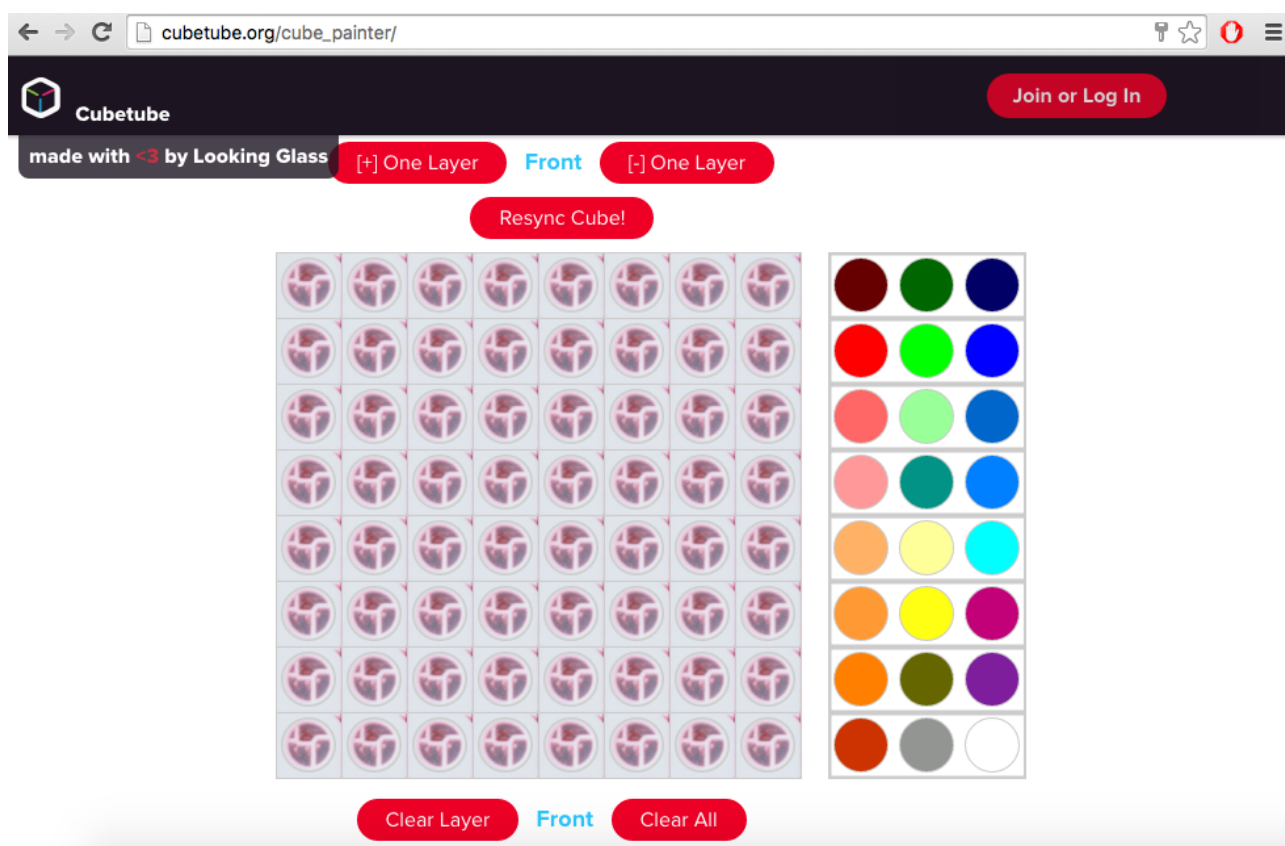 cubetube.org/cube_painter/
Cubetube
Join or Log In
made with <3 by Looking Glass
[+] One Layer Front [-] One Layer
Resync Cube!
Clear Layer Front Clear All